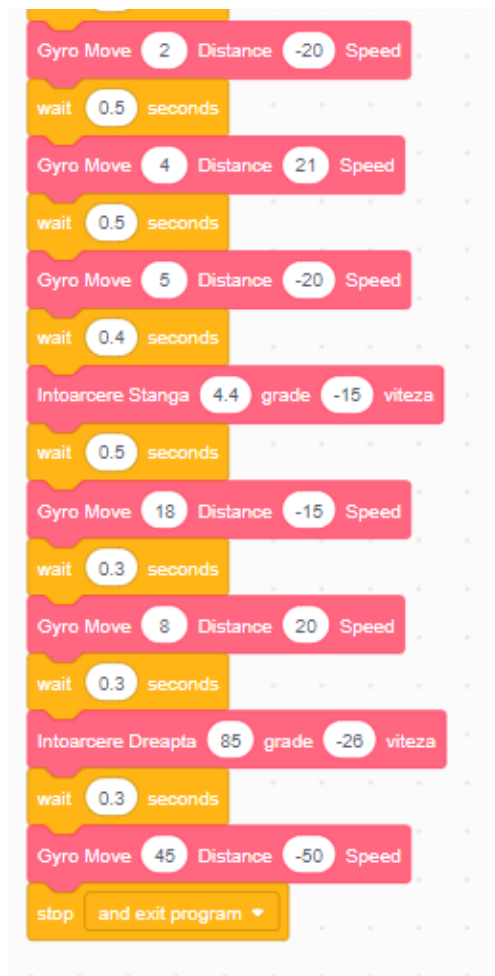 Gyro Move 2 Distance -20 Speed
wait 0.5 seconds
Gyro Move 4 Distance 21 Speed
wait 0.5 seconds
Gyro Move 5 Distance -20 Speed
wait 0.4 seconds
Intoarcere Stanga 4.4 grade -15 viteza
wait 0.5 seconds
Gyro Move 18 Distance -15 Speed
wait 0.3 seconds
Gyro Move 8 Distance 20 Speed
wait 0.3 seconds
Intoarcere Dreapta 85 grade -26 viteza
wait 0.3 seconds
Gyro Move 45 Distance -50 Speed
stop and exit program